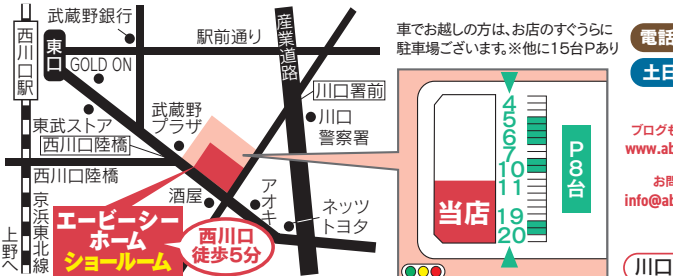 武蔵野銀行
西川口駅
東口
駅前通り
GOLD ON
産業道路
川口署前
武蔵野
プラザ
川口
警察署
東武ストア
西川口陸橋
西川口陸橋
酒屋
アオキ
ネッツ
トヨタ
京浜東北線
上野へ
エービーシー
ホーム
ショールーム
西川口
徒歩5分
車でお越しの方は、お店のすぐうらに
駐車場ございます。※他に15台Pあり
4
5
6
7
10
11
19
20
P8台
当店
電話
土日
ブログも
www.ab
お問
info@ab
川口